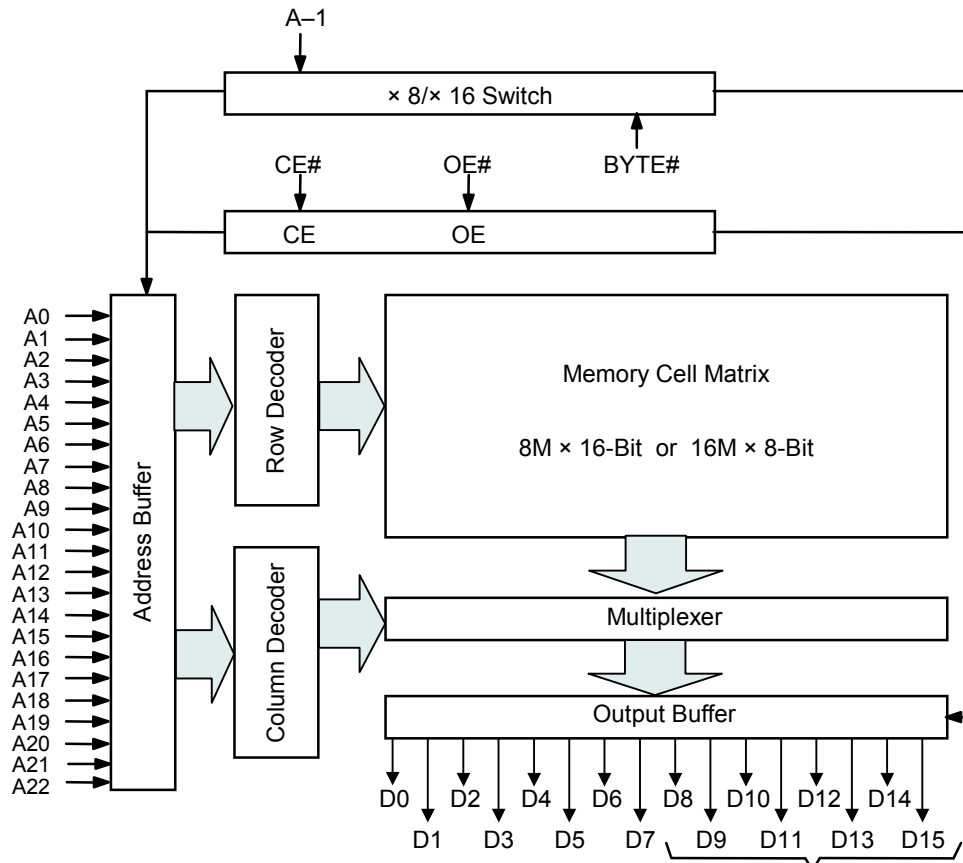 A–1
× 8/× 16 Switch
CE# OE# BYTE#
CE OE
A0
A1
A2
A3
A4
A5
A6
A7
A8
A9
A10
A11
A12
A13
A14
A15
A16
A17
A18
A19
A20
A21
A22
Address Buffer
Row Decoder
Column Decoder
Memory Cell Matrix
8M × 16-Bit or 16M × 8-Bit
Multiplexer
Output Buffer
D0 D2 D4 D6 D8 D10 D12 D14
D1 D3 D5 D7 D9 D11 D13 D15